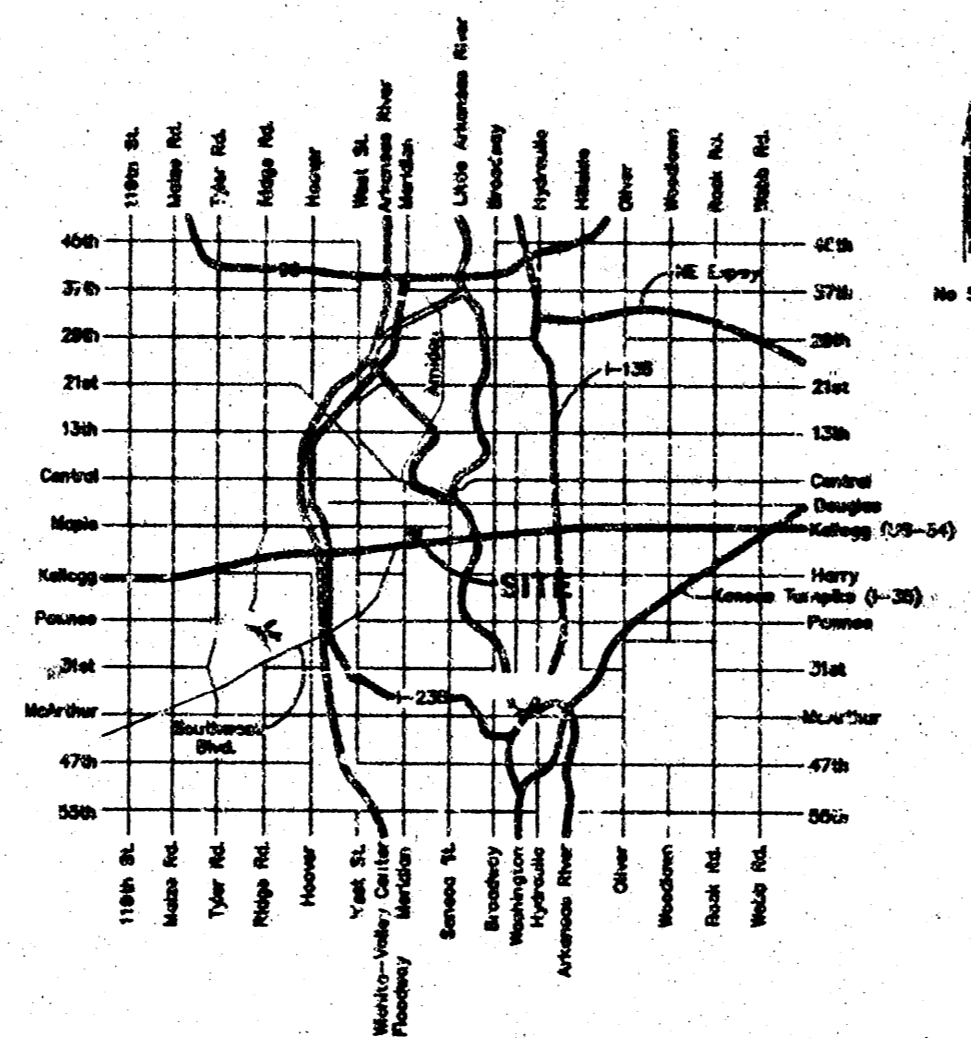 119th St.
Maize Rd.
Tyler Rd.
Ridge Rd.
Hoover
West St.
Arkansas River
Meridian
Little Arkansas River
Broadway
Hydraulic
Hillside
Oliver
Woodlawn
Rock Rd.
Webb Rd.
45th
37th
29th
21st
13th
Central
Maple
Kellogg
Pawnee
31st
McArthur
47th
55th
45th
37th
29th
21st
13th
Central
Douglas
Kellogg (US-54)
Harry
Kansas Turnpike (I-35)
Pawnee
31st
McArthur
47th
55th
96
NE Expwy
I-135
Amidon
SITE
I-235
Southwest
Blvd.
No
119th St.
Maize Rd.
Tyler Rd.
Ridge Rd.
Hoover
West St.
Wichita-Valley Center
Floodway
Meridian
Seneca St.
Broadway
Washington
Hydraulic
Arkansas River
Oliver
Woodlawn
Rock Rd.
Webb Rd.